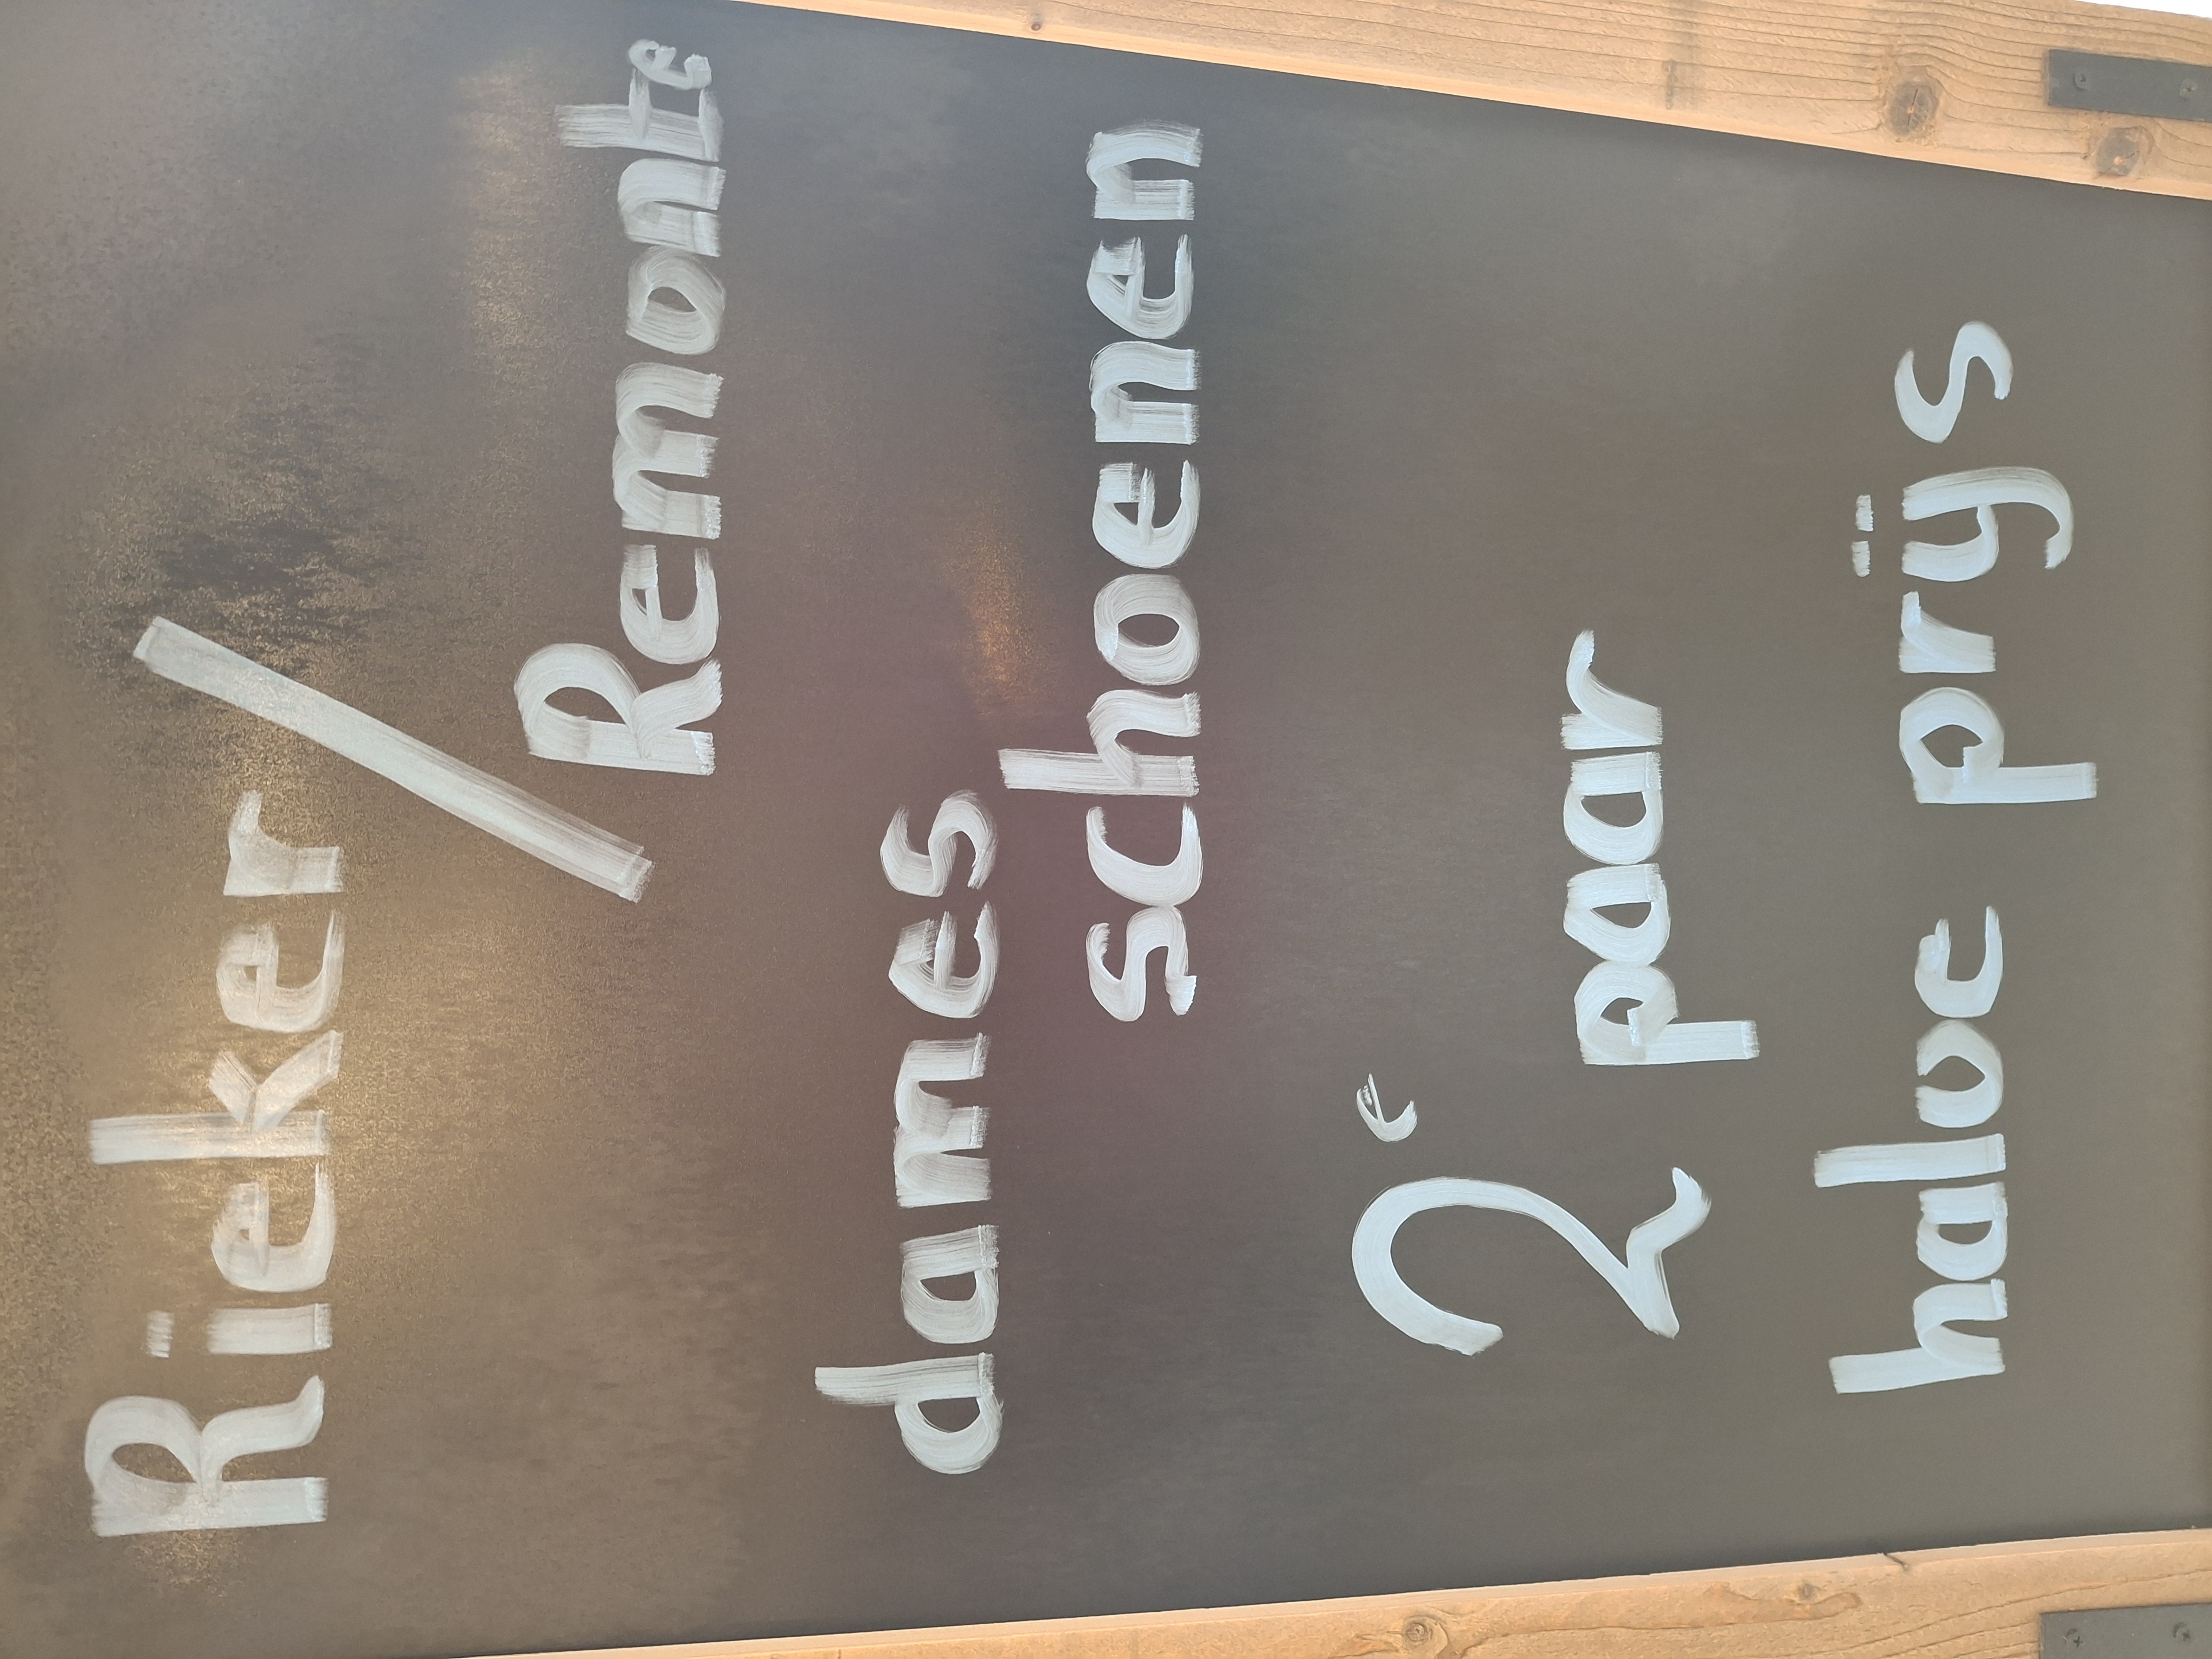 Rieker /
Remonte
dames
schoenen
2e paar
halve prijs